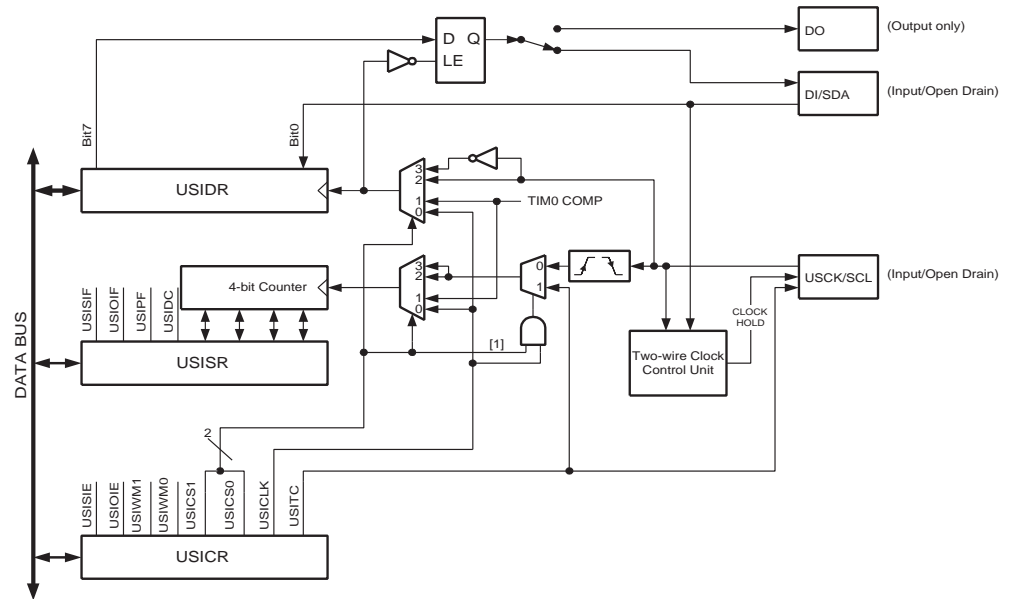 D Q
LE
DO
(Output only)
DI/SDA
(Input/Open Drain)
Bit7
Bit0
USIDR
3
2
1
0
TIM0 COMP
DATA BUS
4-bit Counter
USISIF
USIOIF
USIPF
USIDC
USISR
3
2
1
0
0
1
[1]
USCK/SCL
(Input/Open Drain)
CLOCK
HOLD
Two-wire Clock
Control Unit
2
USISIE
USIOIE
USIWM1
USIWM0
USICS1
USICS0
USICLK
USITC
USICR